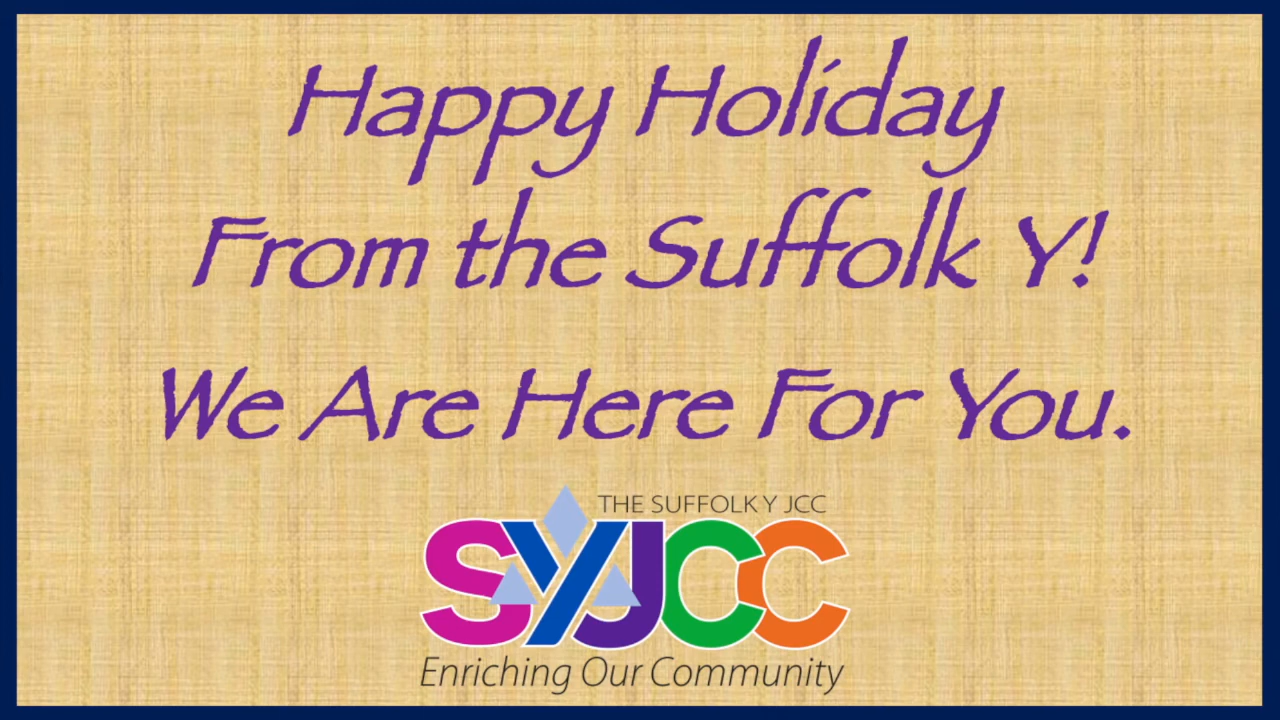 Happy Holiday
From the Suffolk Y!
We Are Here For You.
THE SUFFOLK Y JCC
SYJCC
Enriching Our Community